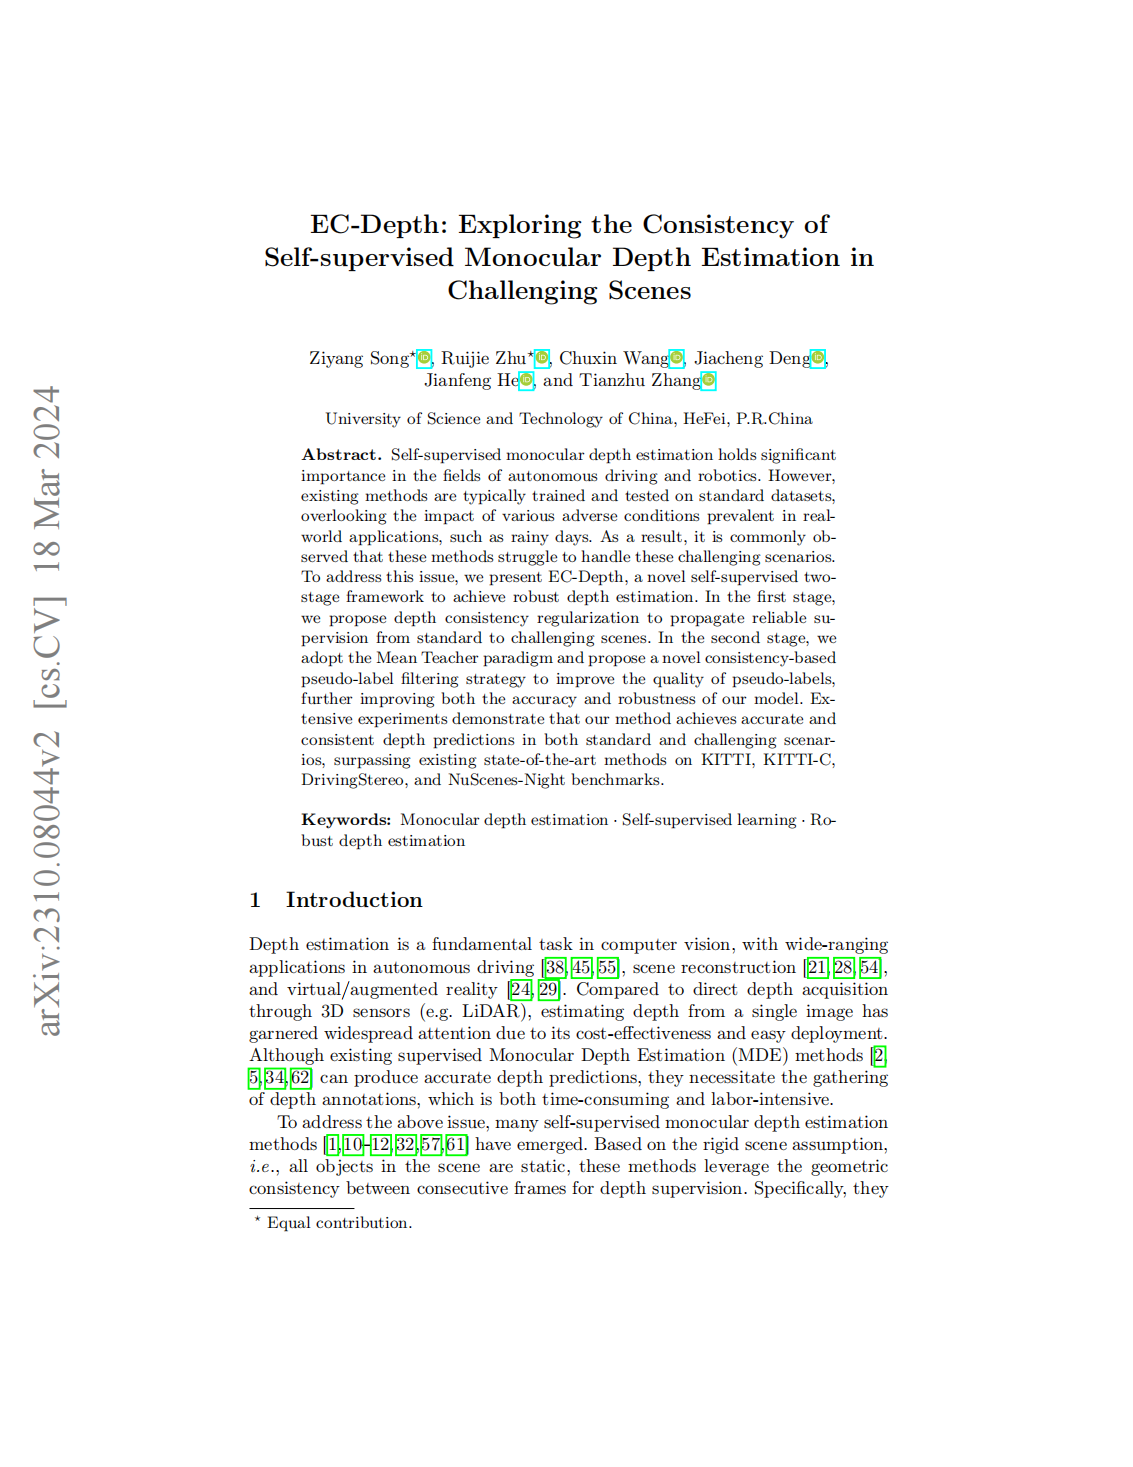 EC-Depth: Exploring the Consistency of
Self-supervised Monocular Depth Estimation in
Challenging Scenes
Ziyang Song⋆, Ruijie Zhu⋆, Chuxin Wang, Jiacheng Deng,
Jianfeng He, and Tianzhu Zhang
University of Science and Technology of China, HeFei, P.R.China
Abstract. Self-supervised monocular depth estimation holds significant
importance in the fields of autonomous driving and robotics. However,
existing methods are typically trained and tested on standard datasets,
overlooking the impact of various adverse conditions prevalent in real-
world applications, such as rainy days. As a result, it is commonly ob-
served that these methods struggle to handle these challenging scenarios.
To address this issue, we present EC-Depth, a novel self-supervised two-
stage framework to achieve robust depth estimation. In the first stage,
we propose depth consistency regularization to propagate reliable su-
pervision from standard to challenging scenes. In the second stage, we
adopt the Mean Teacher paradigm and propose a novel consistency-based
pseudo-label filtering strategy to improve the quality of pseudo-labels,
further improving both the accuracy and robustness of our model. Ex-
tensive experiments demonstrate that our method achieves accurate and
consistent depth predictions in both standard and challenging scenar-
ios, surpassing existing state-of-the-art methods on KITTI, KITTI-C,
DrivingStereo, and NuScenes-Night benchmarks.
Keywords: Monocular depth estimation · Self-supervised learning · Ro-
bust depth estimation
1 Introduction
Depth estimation is a fundamental task in computer vision, with wide-ranging
applications in autonomous driving [38,45,55], scene reconstruction [21,28,54],
and virtual/augmented reality [24,29]. Compared to direct depth acquisition
through 3D sensors (e.g. LiDAR), estimating depth from a single image has
garnered widespread attention due to its cost-effectiveness and easy deployment.
Although existing supervised Monocular Depth Estimation (MDE) methods [2,
5,34,62] can produce accurate depth predictions, they necessitate the gathering
of depth annotations, which is both time-consuming and labor-intensive.
To address the above issue, many self-supervised monocular depth estimation
methods [1,10–12,32,57,61] have emerged. Based on the rigid scene assumption,
i.e., all objects in the scene are static, these methods leverage the geometric
consistency between consecutive frames for depth supervision. Specifically, they
⋆ Equal contribution.
arXiv:2310.08044v2 [cs.CV] 18 Mar 2024